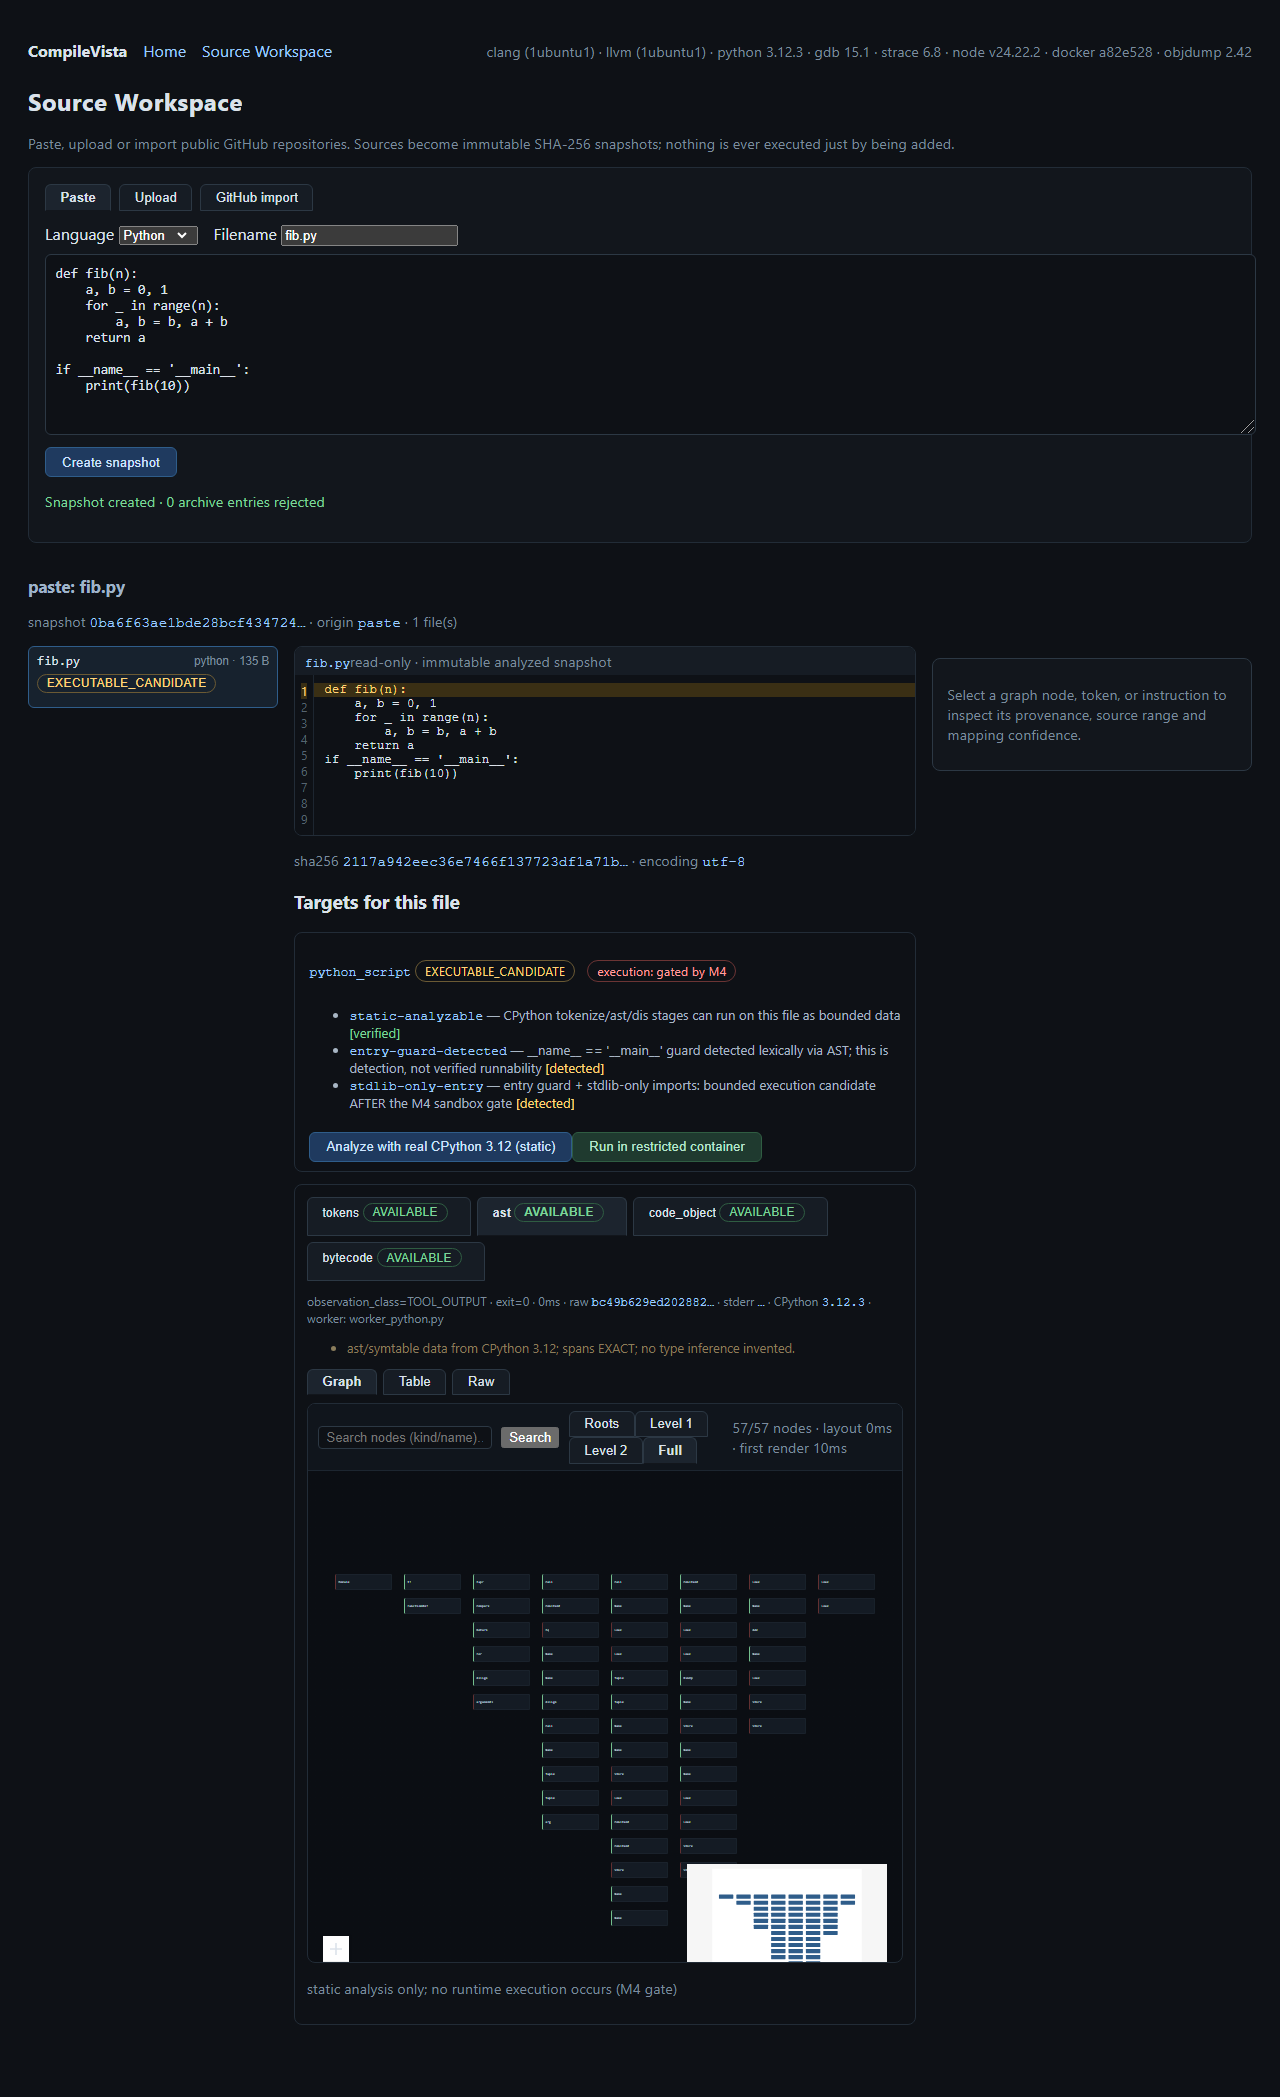 CompileVista Home Source Workspace clang (1ubuntu1) · llvm (1ubuntu1) · python 3.12.3 · gdb 15.1 · strace 6.8 · node v24.22.2 · docker a82e528 · objdump 2.42
Source Workspace
Paste, upload or import public GitHub repositories. Sources become immutable SHA-256 snapshots; nothing is ever executed just by being added.
Paste Upload GitHub import
Language Python Filename fib.py
def fib(n):
    a, b = 0, 1
    for _ in range(n):
        a, b = b, a + b
    return a
if __name__ == '__main__':
    print(fib(10))
Create snapshot
Snapshot created · 0 archive entries rejected
paste: fib.py
snapshot 0ba6f63ae1bde28bcf434724… · origin paste · 1 file(s)
fib.py python · 135 B
EXECUTABLE_CANDIDATE
fib.pyread-only · immutable analyzed snapshot
1 def fib(n):
2     a, b = 0, 1
3     for _ in range(n):
4         a, b = b, a + b
5     return a
6 if __name__ == '__main__':
7     print(fib(10))
8
9
Select a graph node, token, or instruction to
inspect its provenance, source range and
mapping confidence.
sha256 2117a942eec36e7466f137723df1a71b… · encoding utf-8
Targets for this file
python_script EXECUTABLE_CANDIDATE execution: gated by M4
static-analyzable — CPython tokenize/ast/dis stages can run on this file as bounded data
[verified]
entry-guard-detected — __name__ == '__main__' guard detected lexically via AST; this is
detection, not verified runnability [detected]
stdlib-only-entry — entry guard + stdlib-only imports: bounded execution candidate
AFTER the M4 sandbox gate [detected]
Analyze with real CPython 3.12 (static) Run in restricted container
tokens AVAILABLE ast AVAILABLE code_object AVAILABLE
bytecode AVAILABLE
observation_class=TOOL_OUTPUT · exit=0 · 0ms · raw bc49b629ed202882… · stderr … · CPython 3.12.3 ·
worker: worker_python.py
ast/symtable data from CPython 3.12; spans EXACT; no type inference invented.
Graph Table Raw
Search nodes (kind/name).. Search Roots Level 1
Level 2 Full
57/57 nodes · layout 0ms
· first render 10ms
+
static analysis only; no runtime execution occurs (M4 gate)